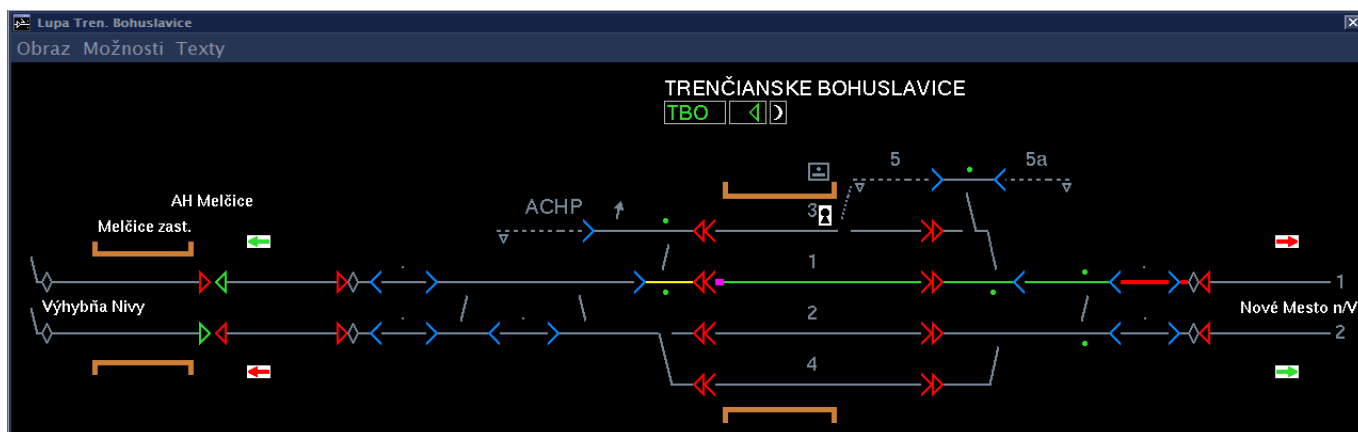 Lupa Tren. Bohuslavice
Obraz Možnosti Texty
TRENČIANSKE BOHUSLAVICE
TBO
5 5a
AH Melčice
ACHP
3
Melčice zast.
1
1
Výhybňa Nivy
2
Nové Mesto n/V
2
4